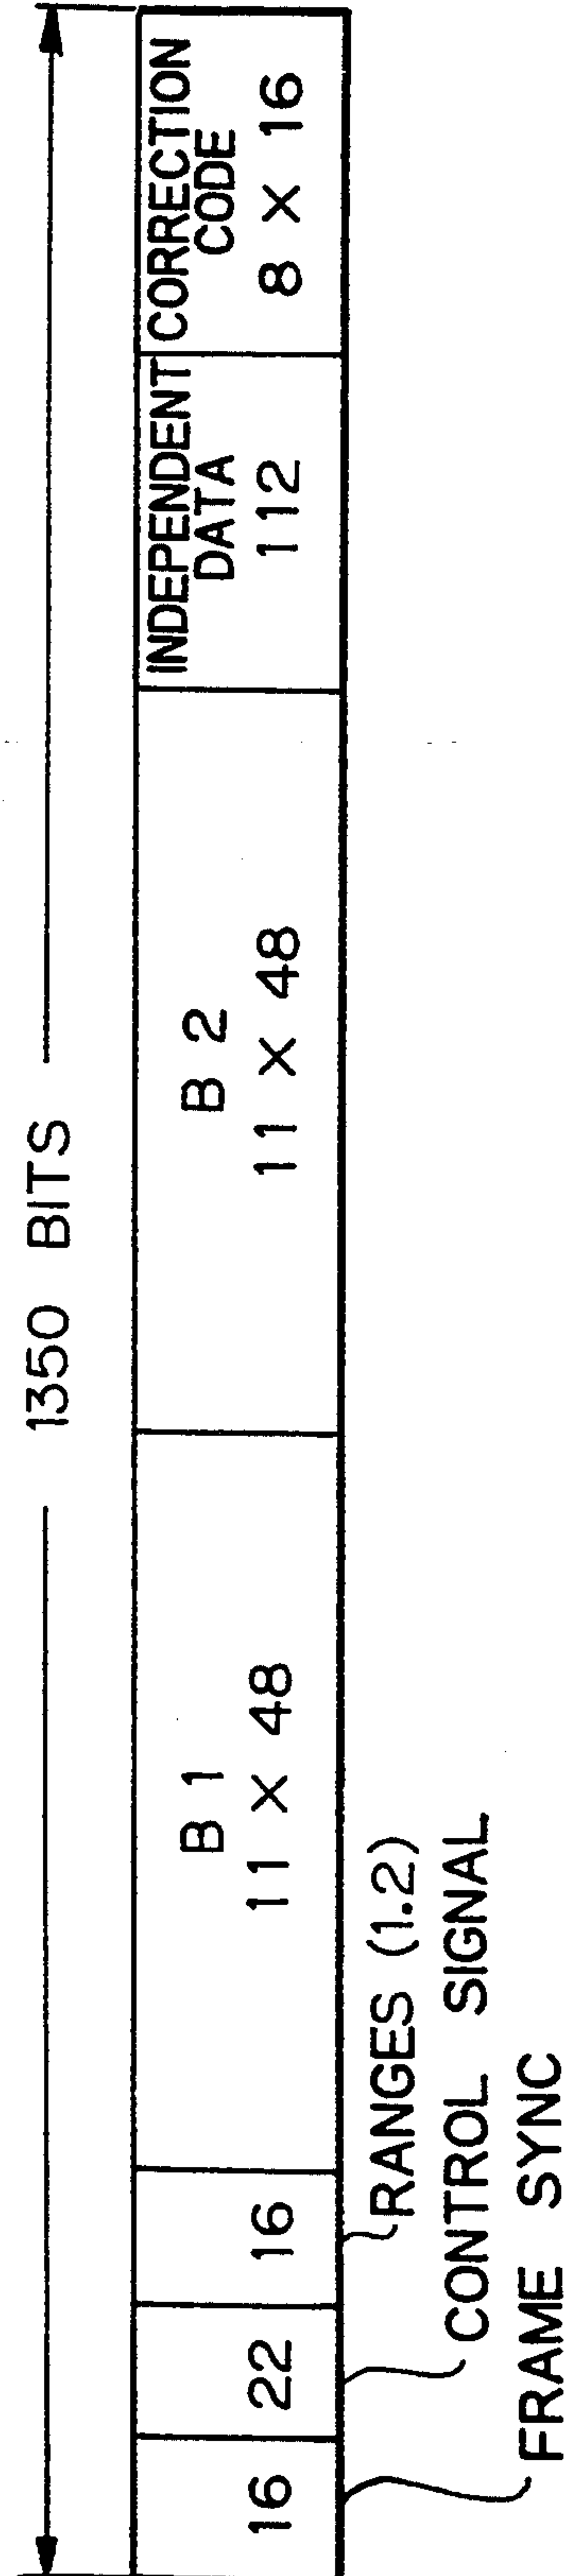 1350 BITS
16
22
16
B 1
11 × 48
B 2
11 × 48
INDEPENDENT
DATA
112
CORRECTION
CODE
8 × 16
RANGES (1.2)
CONTROL SIGNAL
FRAME SYNC